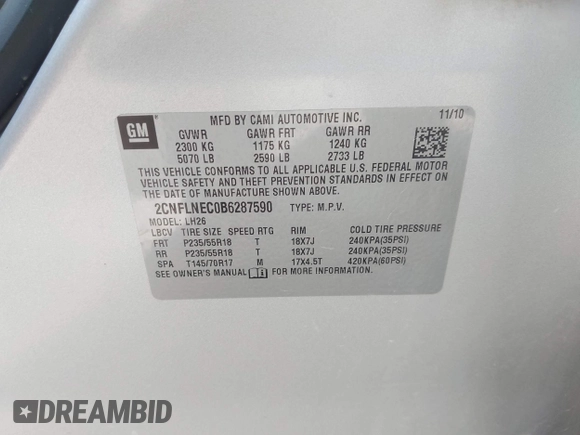 GM
MFD BY CAMI AUTOMOTIVE INC. 11/10
GVWR GAWR FRT GAWR RR
2300 KG 1175 KG 1240 KG
5070 LB 2590 LB 2733 LB
THIS VEHICLE CONFORMS TO ALL APPLICABLE U.S. FEDERAL MOTOR
VEHICLE SAFETY AND THEFT PREVENTION STANDARDS IN EFFECT ON
THE DATE OF MANUFACTURE SHOWN ABOVE.
2CNFLNEC0B6287590 TYPE: M.P.V.
MODEL: LH26
LBCV TIRE SIZE SPEED RTG RIM COLD TIRE PRESSURE
FRT P235/55R18 T 18X7J 240KPA(35PSI)
RR P235/55R18 T 18X7J 240KPA(35PSI)
SPA T145/70R17 M 17X4.5T 420KPA(60PSI)
SEE OWNER'S MANUAL FOR MORE INFORMATION.
DREAMBID